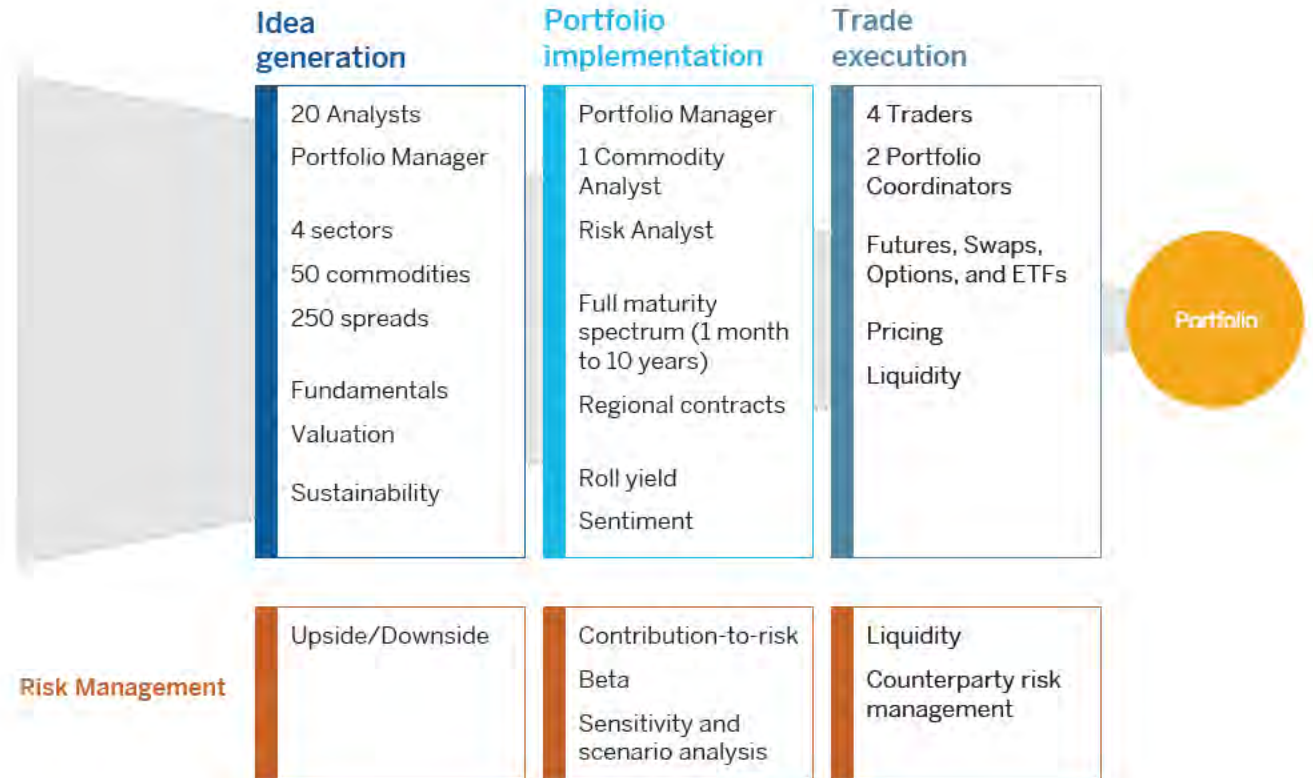 Idea
generation
20 Analysts
Portfolio Manager
4 sectors
50 commodities
250 spreads
Fundamentals
Valuation
Sustainability
Portfolio
implementation
Portfolio Manager
1 Commodity
Analyst
Risk Analyst
Full maturity
spectrum (1 month
to 10 years)
Regional contracts
Roll yield
Sentiment
Trade
execution
4 Traders
2 Portfolio
Coordinators
Futures, Swaps,
Options, and ETFs
Pricing
Liquidity
Portfolio
Risk Management
Upside/Downside
Contribution-to-risk
Beta
Sensitivity and
scenario analysis
Liquidity
Counterparty risk
management